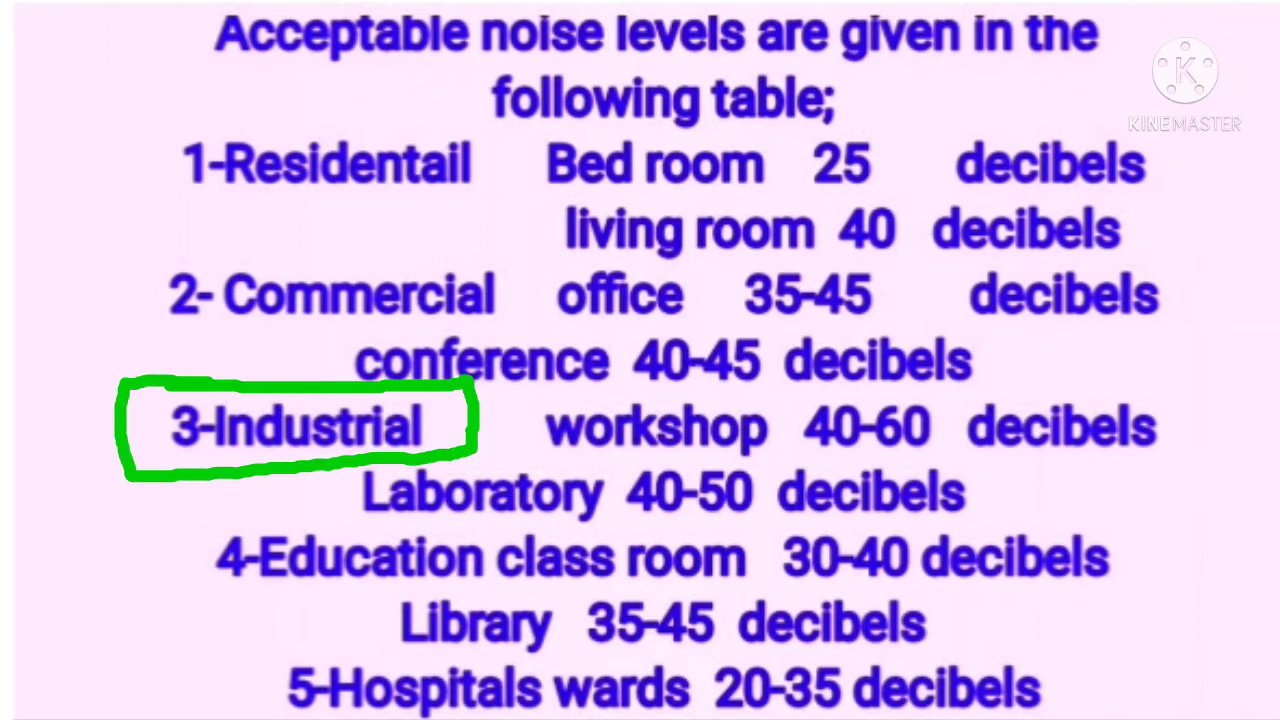 Acceptable noise levels are given in the
following table;
1-Residentail Bed room 25 decibels
living room 40 decibels
2- Commercial office 35-45 decibels
conference 40-45 decibels
3-Industrial workshop 40-60 decibels
Laboratory 40-50 decibels
4-Education class room 30-40 decibels
Library 35-45 decibels
5-Hospitals wards 20-35 decibels
K
KINEMASTER